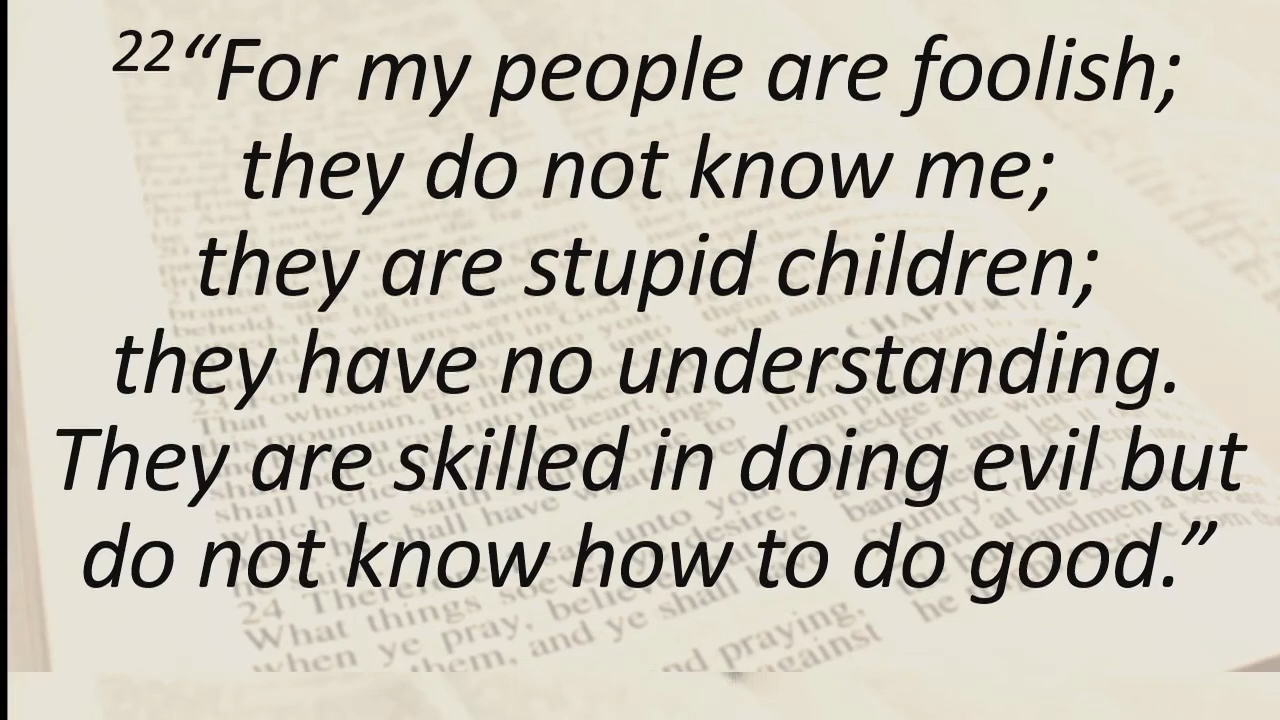 22“For my people are foolish;
they do not know me;
they are stupid children;
they have no understanding.
They are skilled in doing evil but
do not know how to do good.”